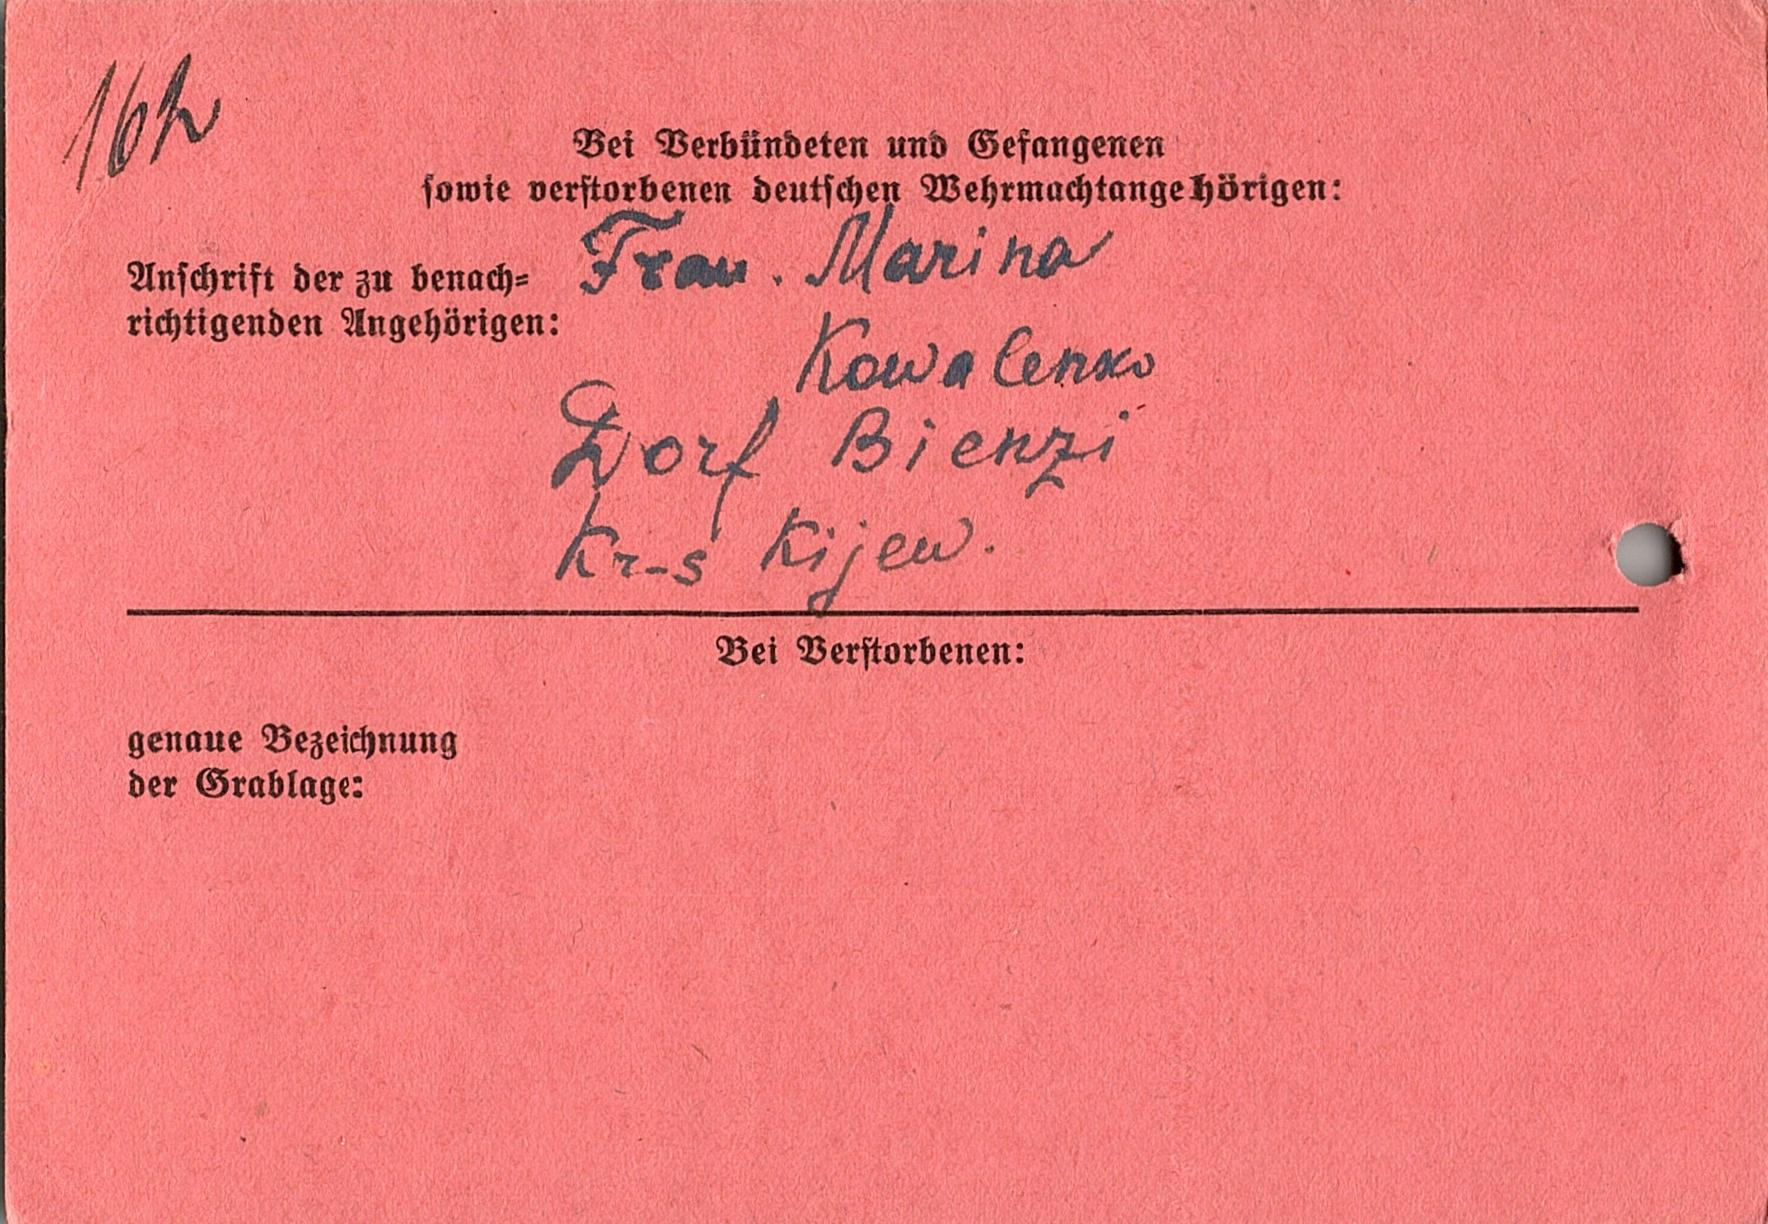 16h
Bei Verbündeten und Gefangenen
sowie verstorbenen deutschen Wehrmachtangehörigen:
Anschrift der zu benach-
richtigenden Angehörigen:
Frau. Marina
Kowalenko
Dorf Bienzi
Kr-s Kijew.
Bei Verstorbenen:
genaue Bezeichnung
der Grablage: